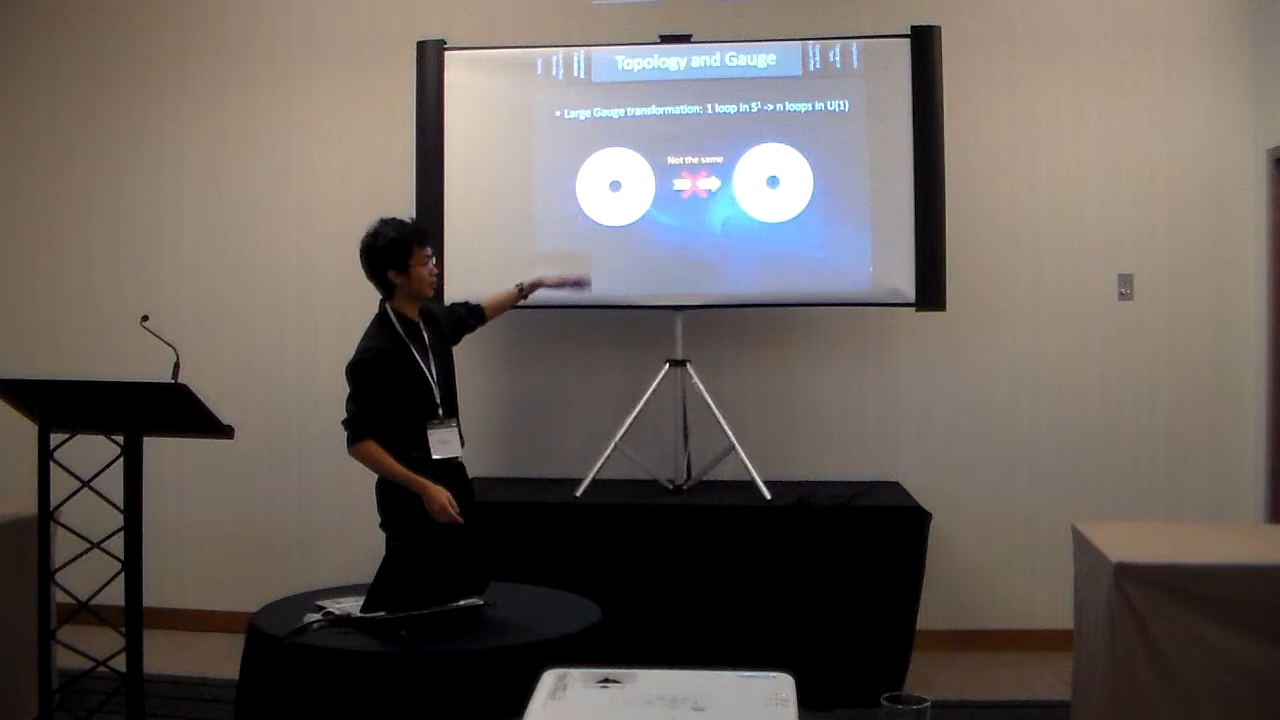 Topology and Gauge
• Large Gauge transformation: 1 loop in S¹ -> n loops in U(1)
Not the same